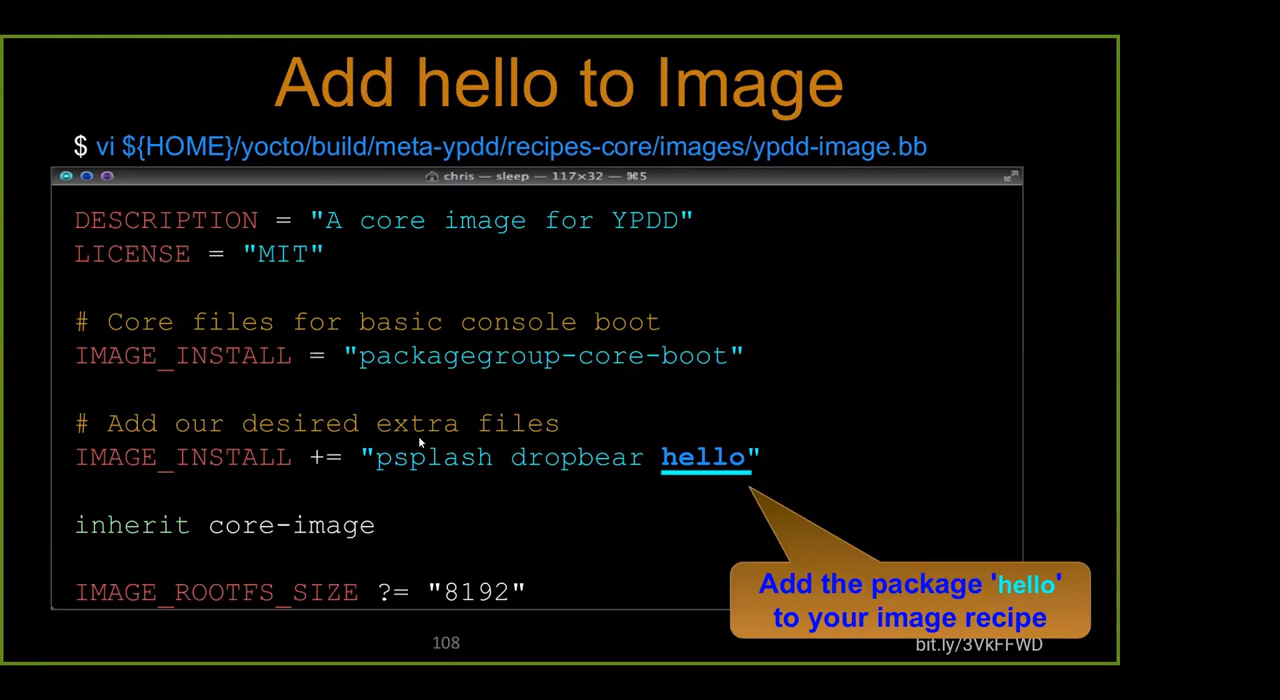 Add hello to Image
$ vi ${HOME}/yocto/build/meta-ypdd/recipes-core/images/ypdd-image.bb
chris — sleep — 117×32 — ⌘5
DESCRIPTION = "A core image for YPDD"
LICENSE = "MIT"
# Core files for basic console boot
IMAGE_INSTALL = "packagegroup-core-boot"
# Add our desired extra files
IMAGE_INSTALL += "psplash dropbear hello"
inherit core-image
IMAGE_ROOTFS_SIZE ?= "8192"
Add the package 'hello'
to your image recipe
108
bit.ly/3VkFFWD